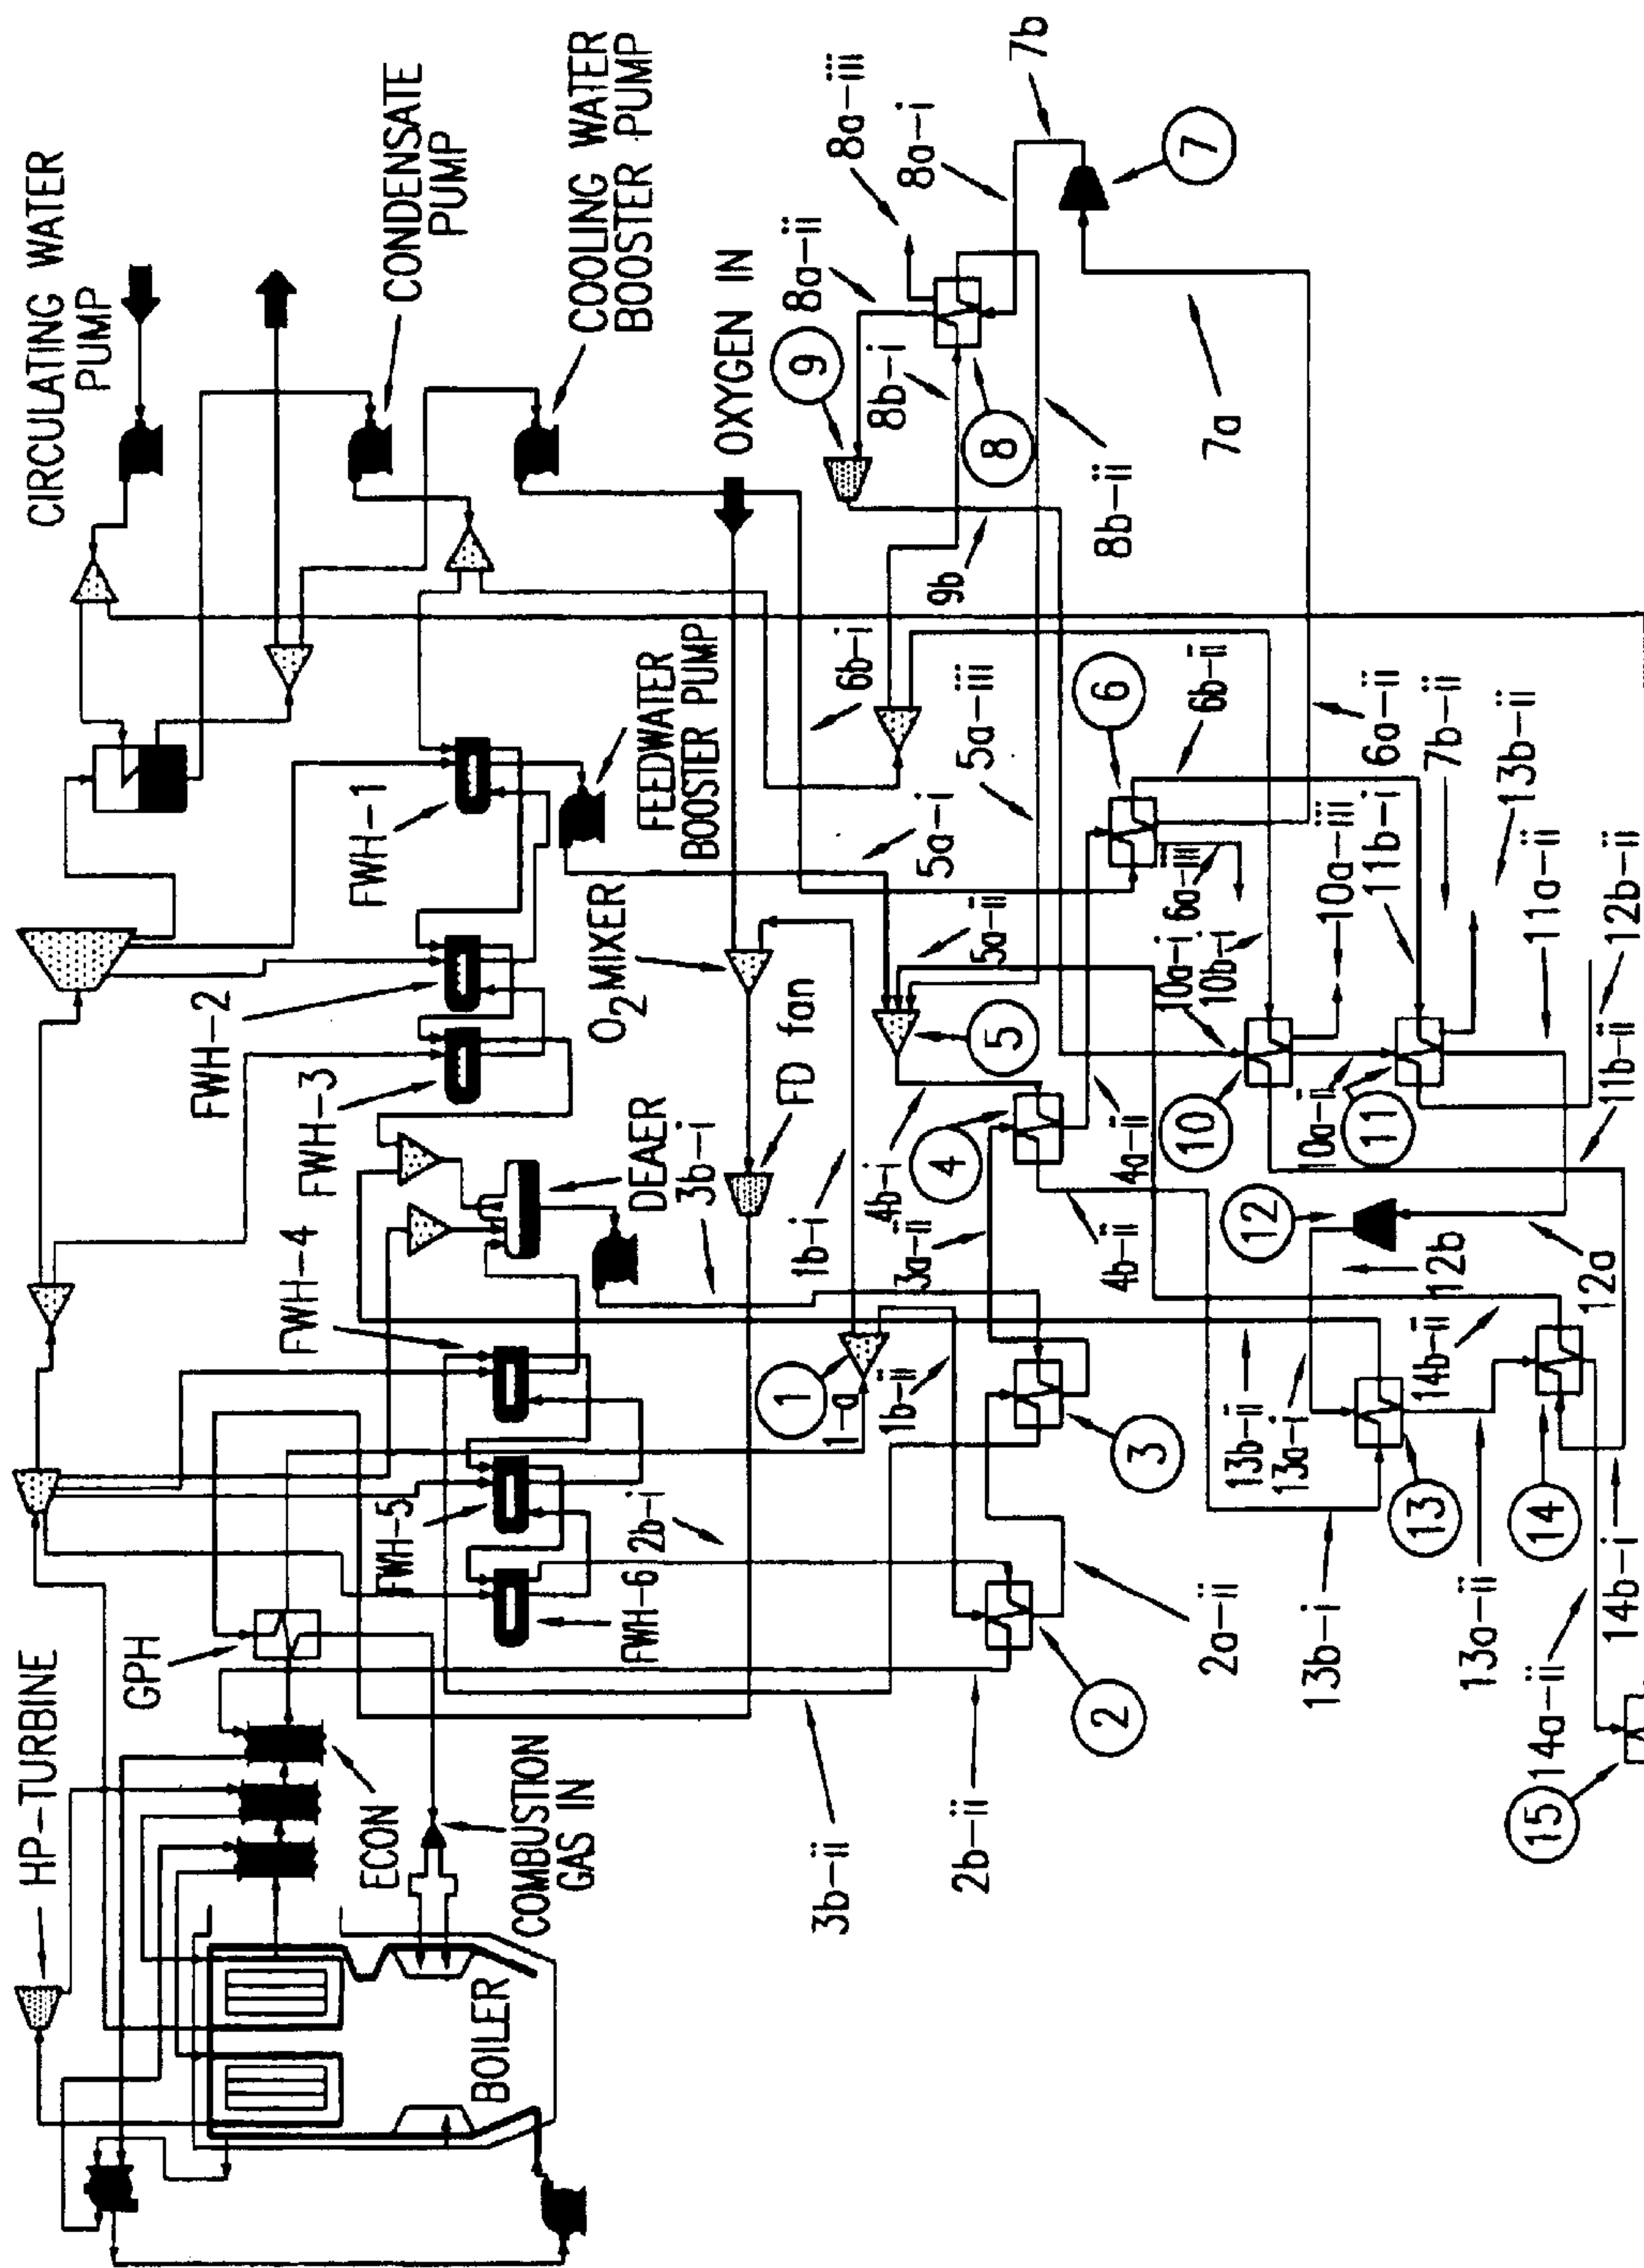 HP-TURBINE
GPH
ECON
COMBUSTION
GAS IN
BOILER
CIRCULATING WATER
PUMP
CONDENSATE
PUMP
COOLING WATER
BOOSTER PUMP
OXYGEN IN
FWH-1
FWH-2
FWH-3
FWH-4
FWH-5
FWH-6
FEEDWATER
BOOSTER PUMP
O2 MIXER
FD fan
DEAER
3b-i
2b-i
1b-i
1-a
1b-ii
1
2
3
4
5
6
7
8
9
10
11
12
13
14
15
3b-ii
2b-ii
2a-ii
3a-ii
4b-i
4b-ii
4a-ii
5a-i
5a-ii
5a-iii
6b-i
6b-ii
6a-ii
6a-iii
7a
7b
7b-ii
8a-i
8a-ii
8a-iii
8b-i
8b-ii
9b
10a-i
10b-i
10a-ii
10a-iii
11b-i
11a-ii
11b-ii
12a
12b
12b-ii
13b-ii
13b-ii
13a-i
13b-i
13a-ii
14b-ii
14b-i
14a-ii